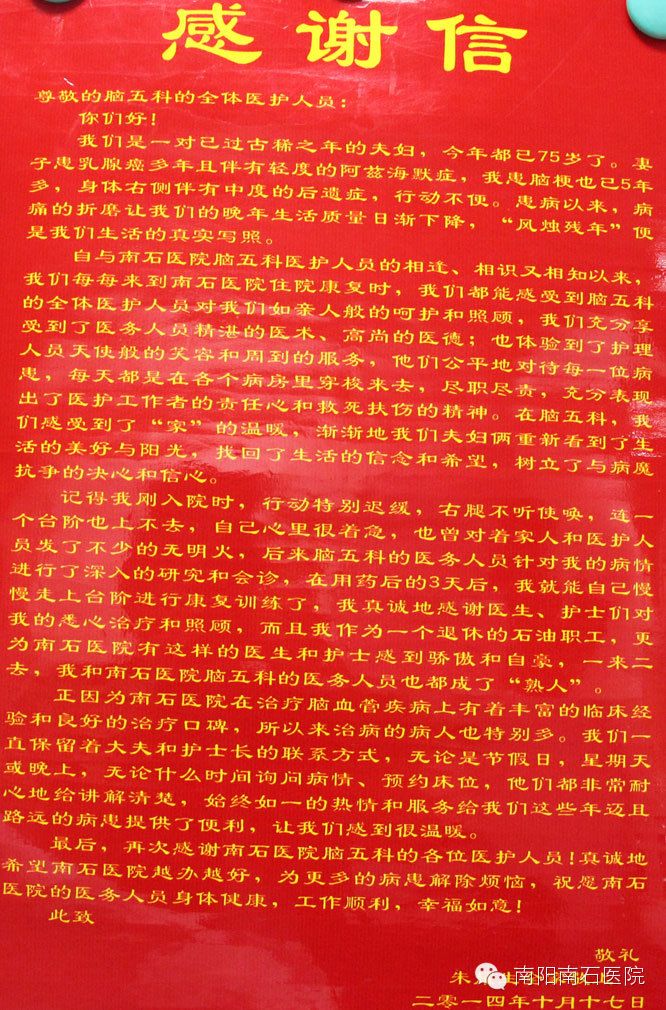 感谢信
尊敬的脑五科的全体医护人员：
你们好！
我们是一对已过古稀之年的夫妇，今年都已75岁了。妻
子患乳腺癌多年且伴有轻度的阿兹海默症，我患脑梗也已5年
多，身体右侧伴有中度的后遗症，行动不便。患病以来，病
痛的折磨让我们的晚年生活质量日渐下降，“风烛残年”便
是我们生活的真实写照。
自与南石医院脑五科医护人员的相逢、相识又相知以来，
我们每每来到南石医院住院康复时，我们都能感受到脑五科
的全体医护人员对我们如亲人般的呵护和照顾，我们充分享
受到了医务人员精湛的医术、高尚的医德；也体验到了护理
人员天使般的笑容和周到的服务，他们公平地对待每一位病
患，每天都是在各个病房里穿梭来去，尽职尽责，充分表现
出了医护工作者的责任心和救死扶伤的精神。在脑五科，我
们感受到了“家”的温暖，渐渐地我们夫妇俩重新看到了生
活的美好与阳光，找回了生活的信念和希望，树立了与病魔
抗争的决心和信心。
记得我刚入院时，行动特别迟缓，右腿不听使唤，连一
个台阶也上不去，自己心里很着急，也曾对着家人和医护人
员发了不少的无明火，后来脑五科的医务人员针对我的病情
进行了深入的研究和会诊，在用药后的3天后，我就能自己慢
慢走上台阶进行康复训练了，我真诚地感谢医生、护士们对
我的悉心治疗和照顾，而且我作为一个退休的石油职工，更
为南石医院有这样的医生和护士感到骄傲和自豪，一来二
去，我和南石医院脑五科的医务人员也都成了“熟人”。
正因为南石医院在治疗脑血管疾病上有着丰富的临床经
验和良好的治疗口碑，所以来治病的病人也特别多。我们一
直保留着大夫和护士长的联系方式，无论是节假日，星期天
或晚上，无论什么时间询问病情、预约床位，他们都非常耐
心地给讲解清楚，始终如一的热情和服务给我们这些年迈且
路远的病患提供了便利，让我们感到很温暖。
最后，再次感谢南石医院脑五科的各位医护人员！真诚地
希望南石医院越办越好，为更多的病患解除烦恼，祝愿南石
医院的医务人员身体健康，工作顺利，幸福如意！
此致
敬礼
朱
南阳南石医院
二零一四年十月十七日